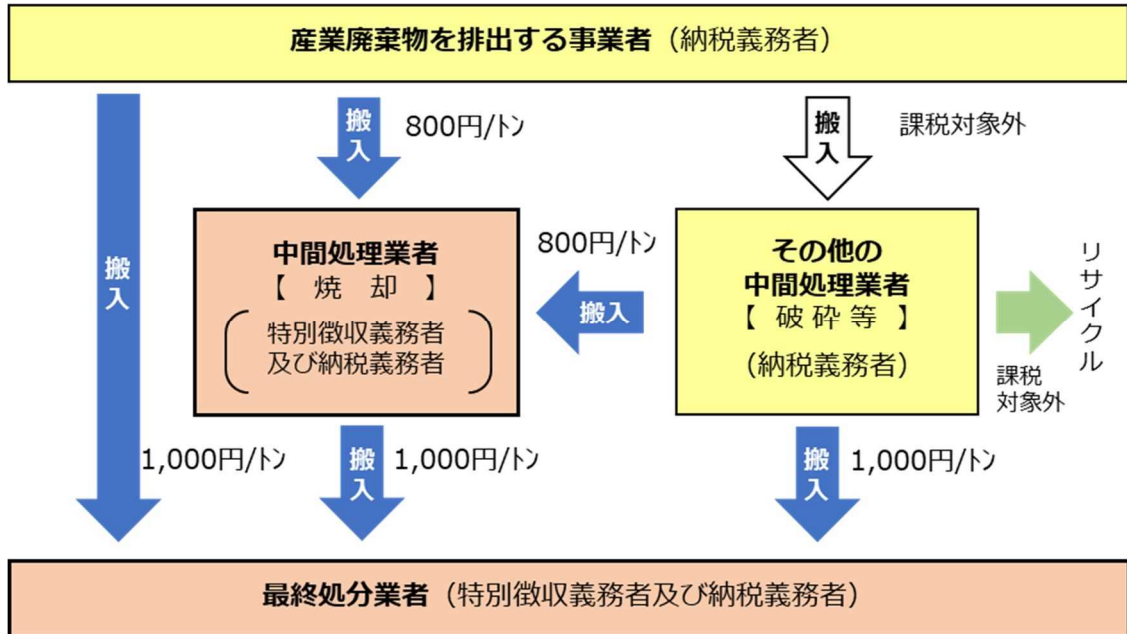 産業廃棄物を排出する事業者（納税義務者）
搬入
搬入
800円/トン
搬入
課税対象外
中間処理業者
【 焼 却 】
特別徴収義務者
及び納税義務者
800円/トン
搬入
その他の
中間処理業者
【 破 砕 等 】
（納税義務者）
リサイクル
課税
対象外
1,000円/トン
搬入
1,000円/トン
搬入
1,000円/トン
最終処分業者（特別徴収義務者及び納税義務者）